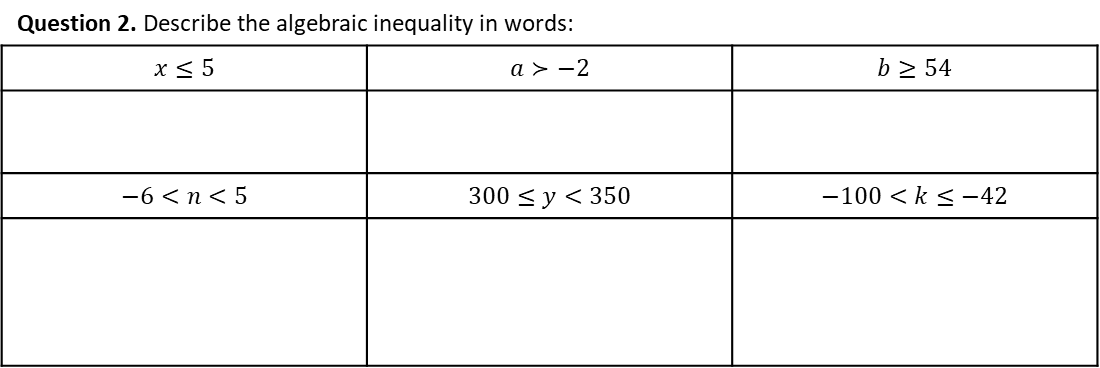 Question 2. Describe the algebraic inequality in words:
x ≤ 5
a ≻ −2
b ≥ 54
−6 < n < 5
300 ≤ y < 350
−100 < k ≤ −42